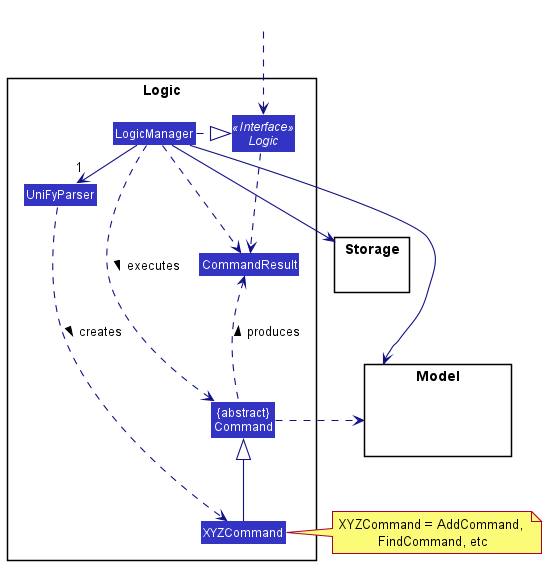 Logic
LogicManager
«Interface»
Logic
1
UniFyParser
Storage
CommandResult
executes
creates
produces
Model
{abstract}
Command
XYZCommand
XYZCommand = AddCommand,
FindCommand, etc